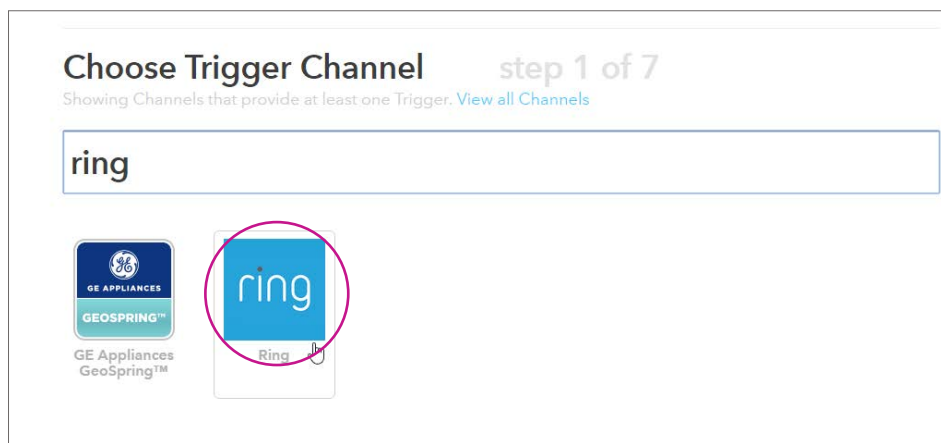 Choose Trigger Channel step 1 of 7
Showing Channels that provide at least one Trigger. View all Channels
ring
GE APPLIANCES
GEOSPRING™
ring
GE Appliances
GeoSpring™
Ring